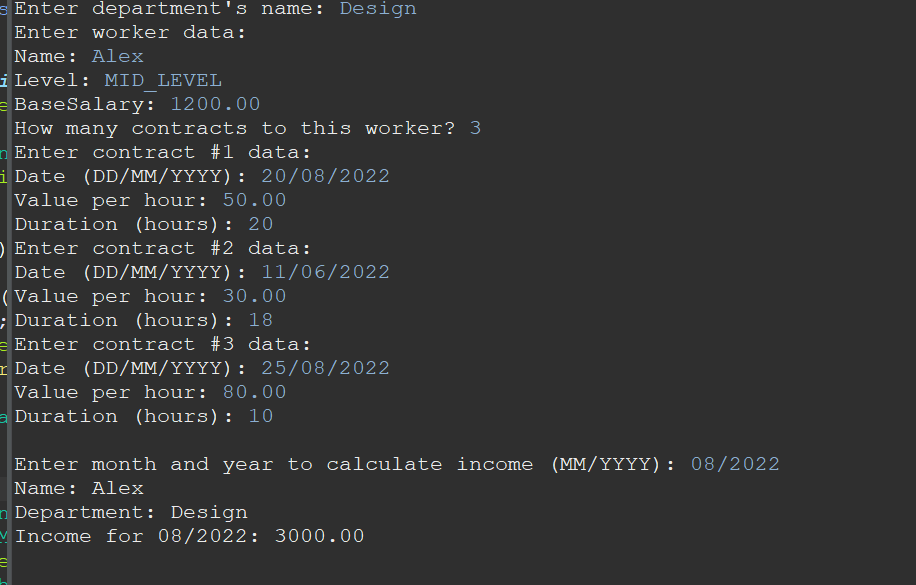 Enter department's name: Design
Enter worker data:
Name: Alex
Level: MID_LEVEL
BaseSalary: 1200.00
How many contracts to this worker? 3
Enter contract #1 data:
Date (DD/MM/YYYY): 20/08/2022
Value per hour: 50.00
Duration (hours): 20
Enter contract #2 data:
Date (DD/MM/YYYY): 11/06/2022
Value per hour: 30.00
Duration (hours): 18
Enter contract #3 data:
Date (DD/MM/YYYY): 25/08/2022
Value per hour: 80.00
Duration (hours): 10

Enter month and year to calculate income (MM/YYYY): 08/2022
Name: Alex
Department: Design
Income for 08/2022: 3000.00